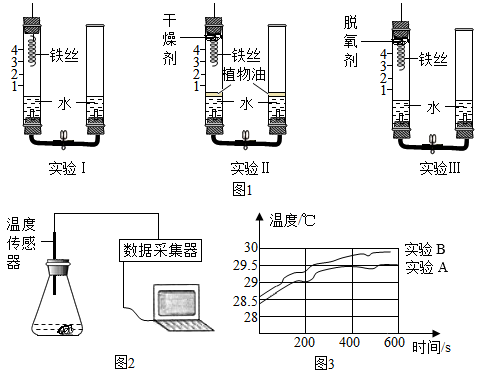 干燥剂
脱氧剂
4
3
2
1
铁丝
水
4
3
2
1
铁丝
植物油
水
4
3
2
1
铁丝
水
实验Ⅰ
实验Ⅱ
实验Ⅲ
图1
温度传感器
数据采集器
图2
温度/℃
30
29.5
29
28.5
28
实验 B
实验 A
200
400
600
时间/s
图3